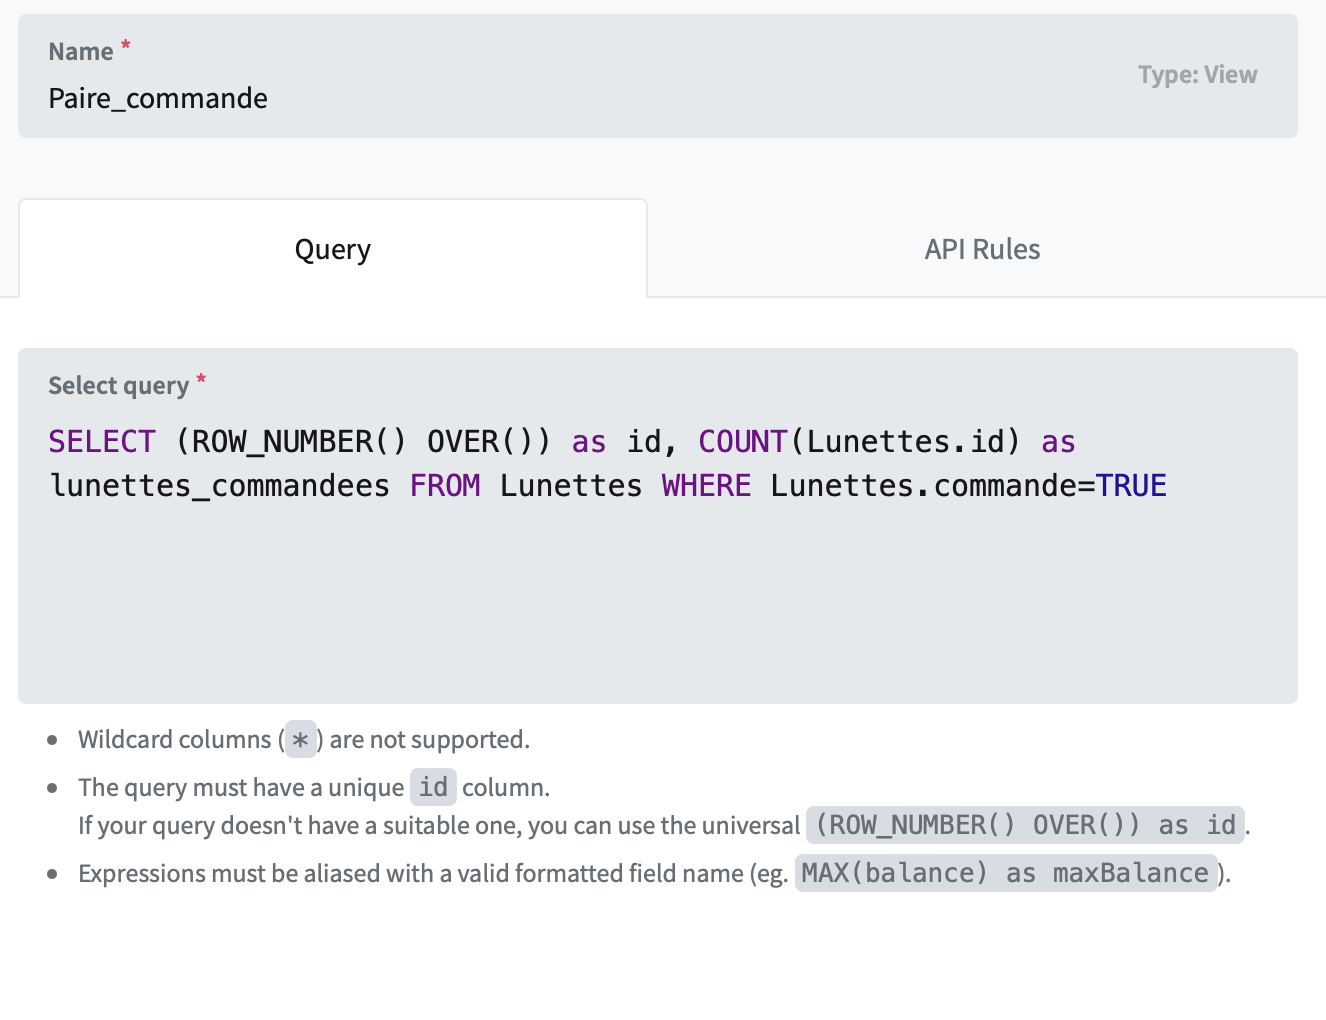 Name *
Type: View
Paire_commande
Query
API Rules
Select query *
SELECT (ROW_NUMBER() OVER()) as id, COUNT(Lunettes.id) as
lunettes_commandees FROM Lunettes WHERE Lunettes.commande=TRUE
• Wildcard columns (*) are not supported.
• The query must have a unique id column.
If your query doesn't have a suitable one, you can use the universal (ROW_NUMBER() OVER()) as id.
• Expressions must be aliased with a valid formatted field name (eg. MAX(balance) as maxBalance).